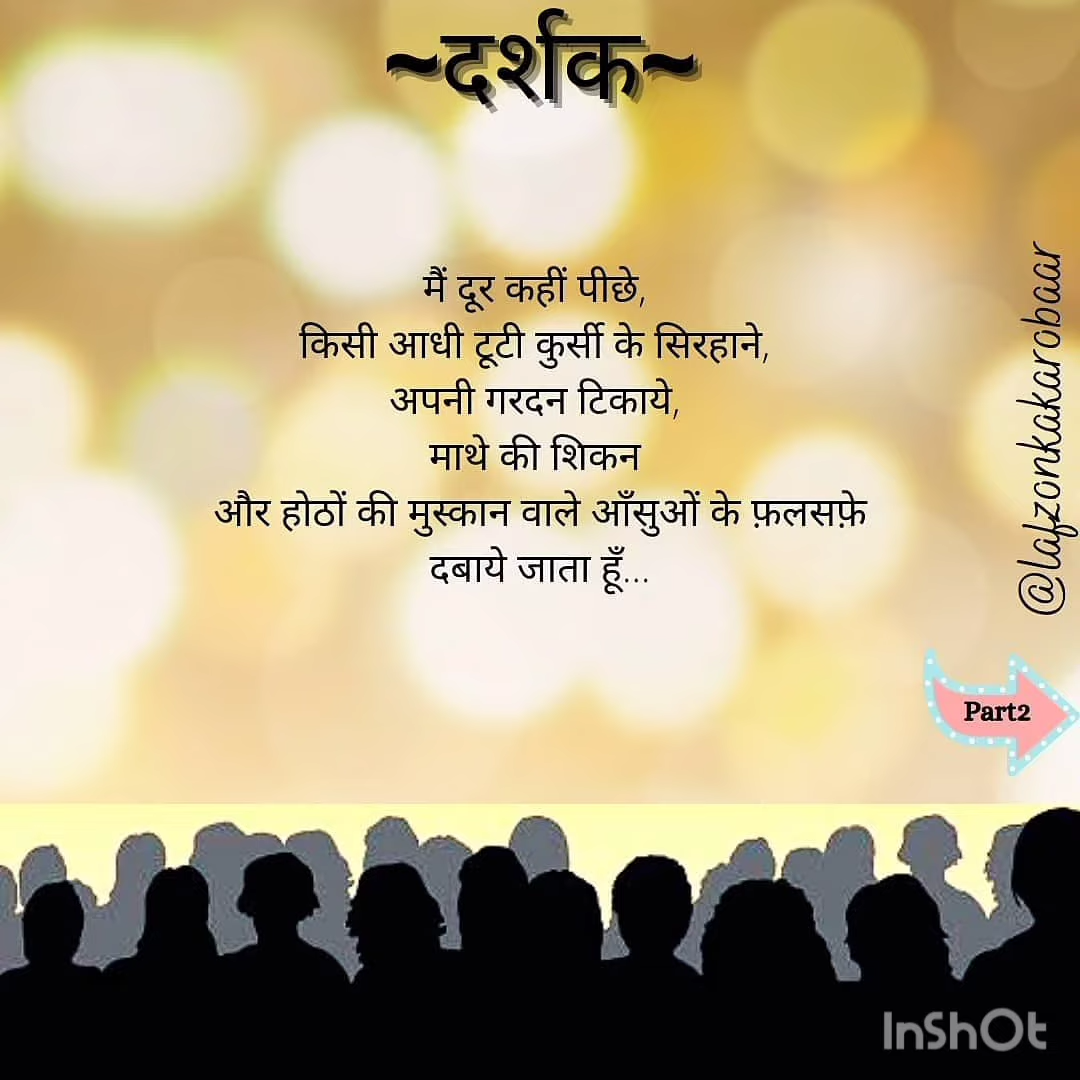 ~दर्शक~
मैं दूर कहीं पीछे,
किसी आधी टूटी कुर्सी के सिरहाने,
अपनी गरदन टिकाये,
माथे की शिकन
और होठों की मुस्कान वाले आँसुओं के फ़लसफ़े
दबाये जाता हूँ...
@lafzonkakarobaar
Part2
InShOt